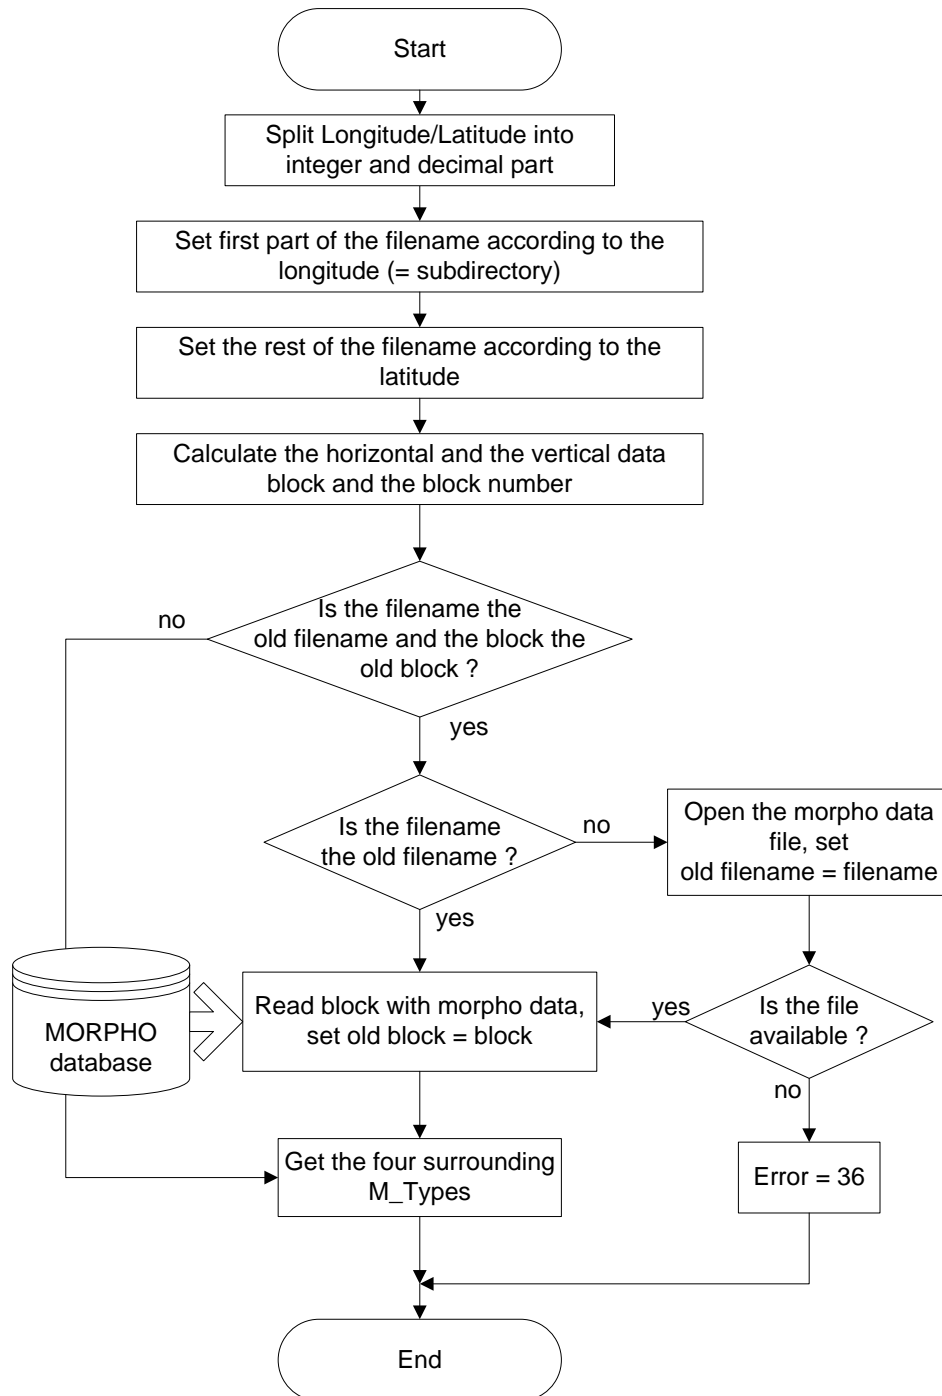 Start
Split Longitude/Latitude into
integer and decimal part
Set first part of the filename according to the
longitude (= subdirectory)
Set the rest of the filename according to the
latitude
Calculate the horizontal and the vertical data
block and the block number
Is the filename the
old filename and the block the
old block ?
no
yes
Is the filename
the old filename ?
no
Open the morpho data
file, set
old filename = filename
yes
MORPHO
database
Read block with morpho data,
set old block = block
yes
Is the file
available ?
no
Get the four surrounding
M_Types
Error = 36
End